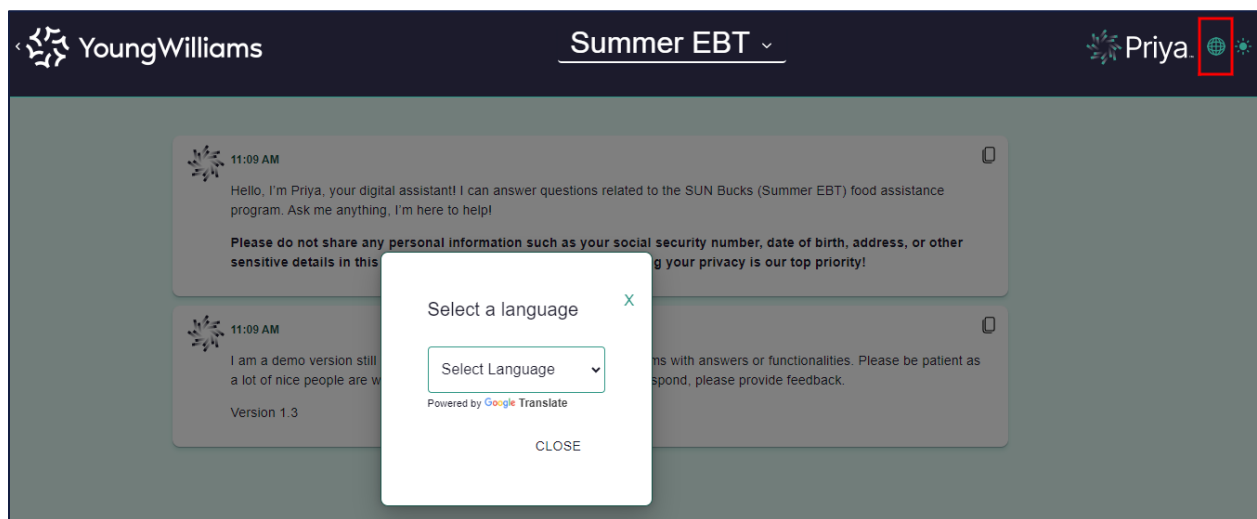 YoungWilliams
Summer EBT
Priya.
11:09 AM
Hello, I'm Priya, your digital assistant! I can answer questions related to the SUN Bucks (Summer EBT) food assistance
program. Ask me anything, I'm here to help!
Please do not share any personal information such as your social security number, date of birth, address, or other
sensitive details in this g your privacy is our top priority!
11:09 AM
I am a demo version still ms with answers or functionalities. Please be patient as
a lot of nice people are w spond, please provide feedback.
Version 1.3
Select a language
X
Select Language
Powered by Google Translate
CLOSE